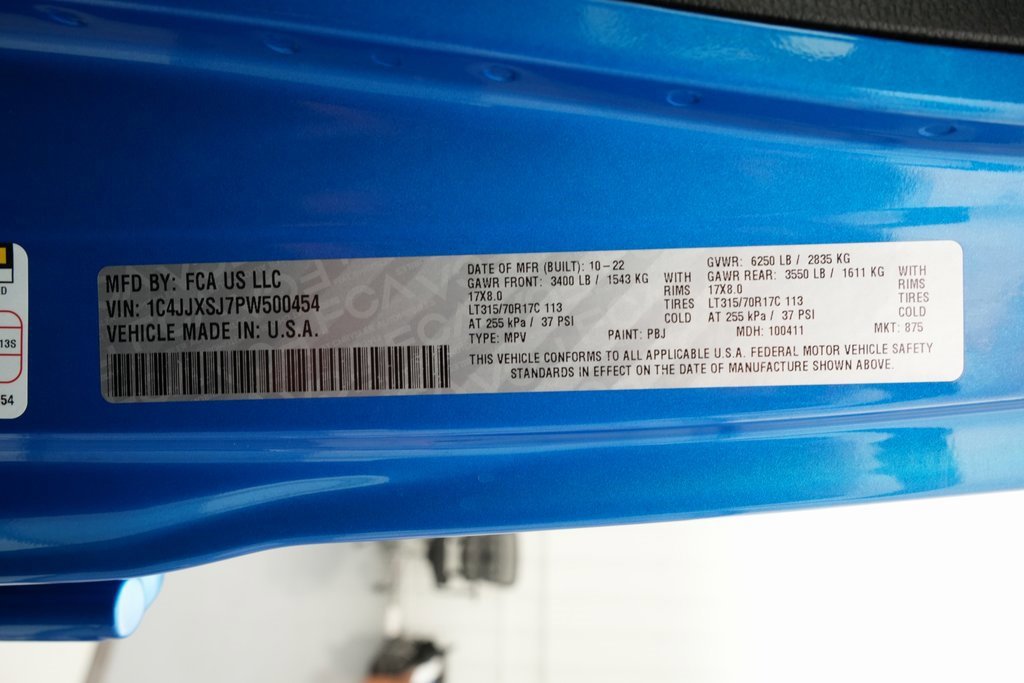 MFD BY: FCA US LLC
VIN: 1C4JJXSJ7PW500454
VEHICLE MADE IN: U.S.A.
DATE OF MFR (BUILT): 10-22
GAWR FRONT: 3400 LB / 1543 KG WITH
17X8.0 RIMS
LT315/70R17C 113 TIRES
AT 255 kPa / 37 PSI COLD
TYPE: MPV PAINT: PBJ
GVWR: 6250 LB / 2835 KG
GAWR REAR: 3550 LB / 1611 KG WITH
17X8.0 RIMS
LT315/70R17C 113 TIRES
AT 255 kPa / 37 PSI COLD
MDH: 100411 MKT: 875
THIS VEHICLE CONFORMS TO ALL APPLICABLE U.S.A. FEDERAL MOTOR VEHICLE SAFETY
STANDARDS IN EFFECT ON THE DATE OF MANUFACTURE SHOWN ABOVE.
D
13S
54